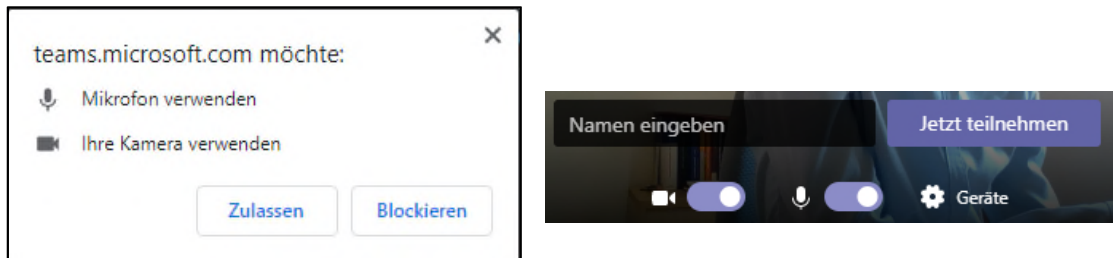 teams.microsoft.com möchte:
Mikrofon verwenden
Ihre Kamera verwenden
Zulassen
Blockieren
Namen eingeben
Jetzt teilnehmen
Geräte